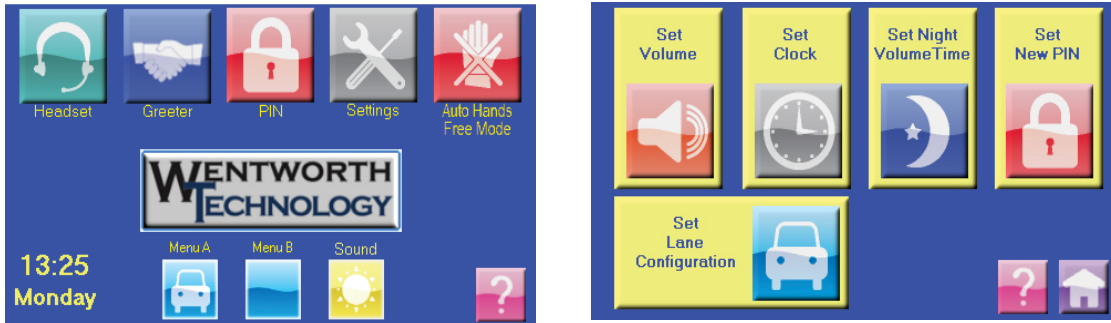 Headset
Greeter
PIN
Settings
Auto Hands
Free Mode
WENTWORTH
TECHNOLOGY
Menu A
Menu B
Sound
13:25
Monday
?
Set
Volume
Set
Clock
Set Night
VolumeTime
Set
New PIN
Set
Lane
Configuration
?